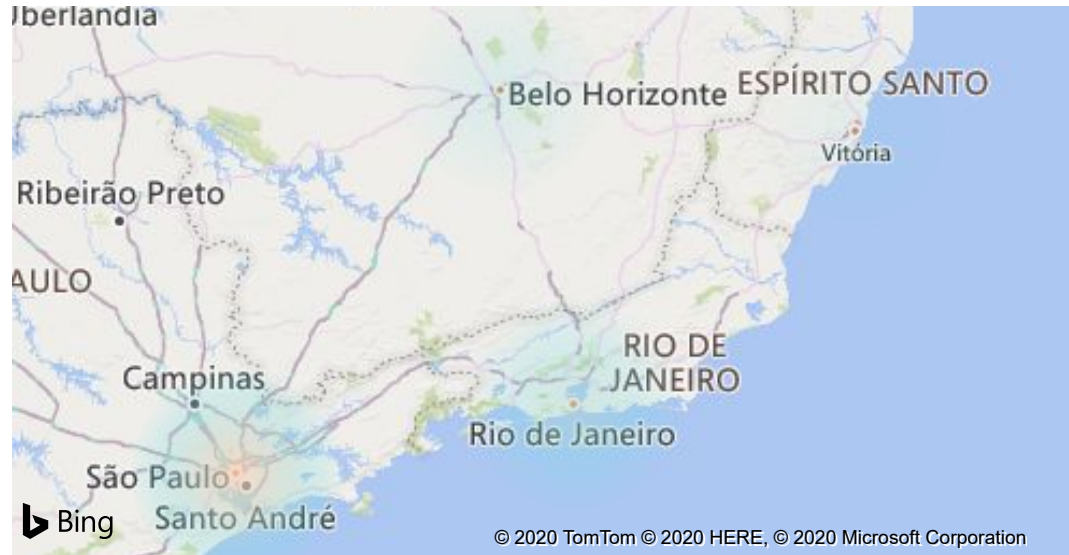 Uberlândia
Belo Horizonte
ESPÍRITO SANTO
Vitória
Ribeirão Preto
AULO
RIO DE
JANEIRO
Campinas
Rio de Janeiro
São Paulo
Santo André
Bing
© 2020 TomTom © 2020 HERE, © 2020 Microsoft Corporation